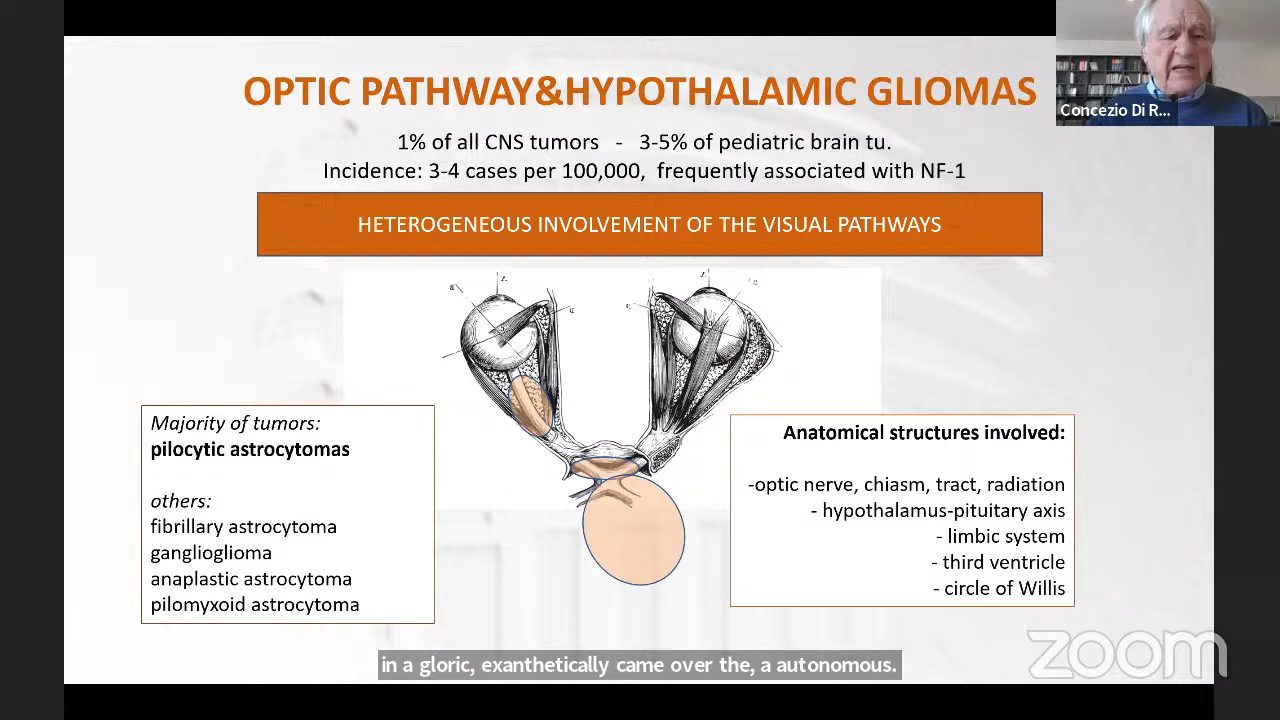 OPTIC PATHWAY&HYPOTHALAMIC GLIOMAS
1% of all CNS tumors - 3-5% of pediatric brain tu.
Incidence: 3-4 cases per 100,000, frequently associated with NF-1
HETEROGENEOUS INVOLVEMENT OF THE VISUAL PATHWAYS
Majority of tumors:
pilocytic astrocytomas
others:
fibrillary astrocytoma
ganglioglioma
anaplastic astrocytoma
pilomyxoid astrocytoma
Anatomical structures involved:
-optic nerve, chiasm, tract, radiation
- hypothalamus-pituitary axis
- limbic system
- third ventricle
- circle of Willis
Concezio Di R...
in a gloric, exanthetically came over the, a autonomous.
zoom